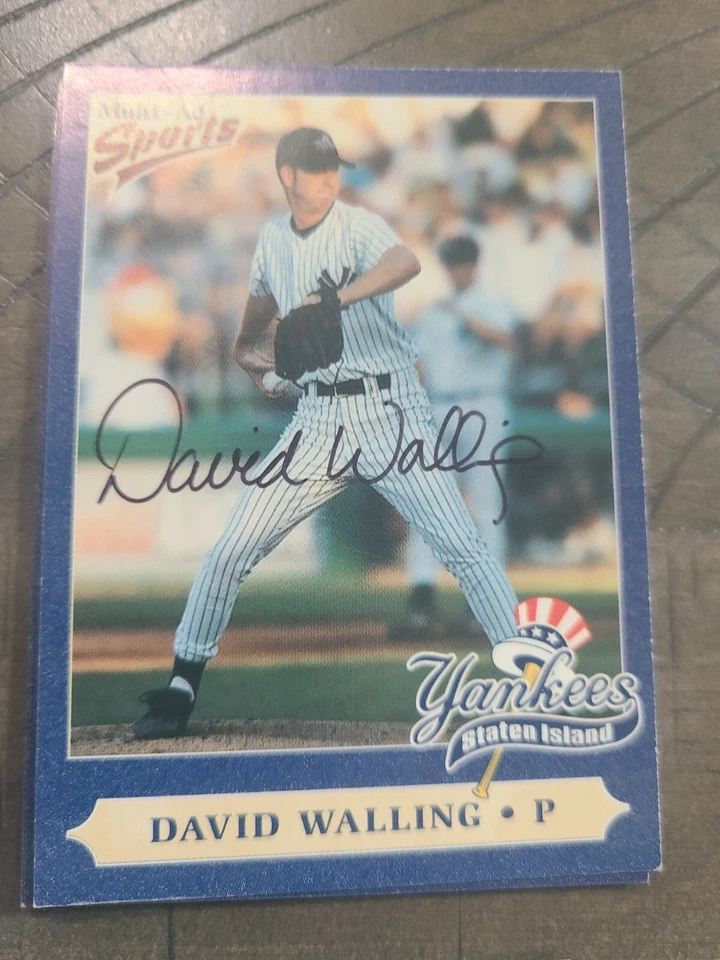 Multi-Ad
Sports
David Walling
Yankees
Staten Island
DAVID WALLING • P